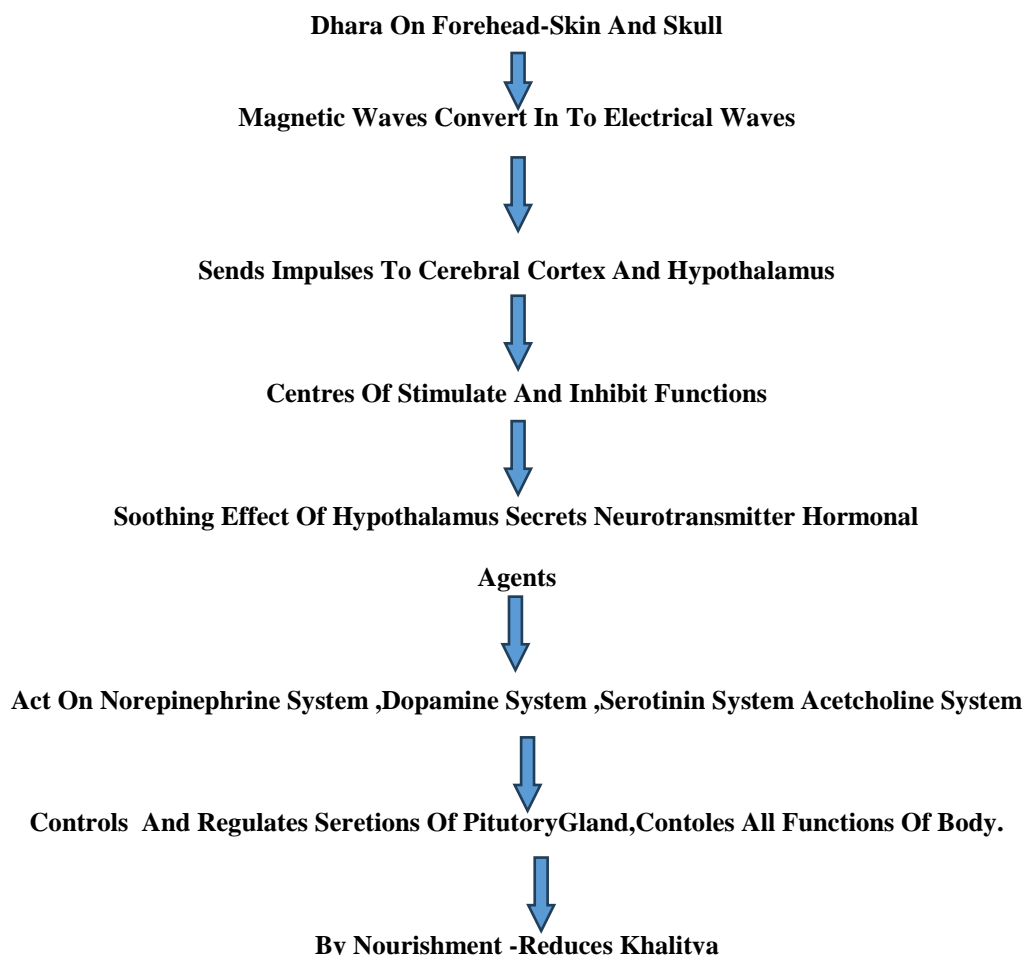 Dhara On Forehead-Skin And Skull
Magnetic Waves Convert In To Electrical Waves
Sends Impulses To Cerebral Cortex And Hypothalamus
Centres Of Stimulate And Inhibit Functions
Soothing Effect Of Hypothalamus Secrets Neurotransmitter Hormonal
Agents
Act On Norepinephrine System ,Dopamine System ,Serotinin System Acetcholine System
Controls And Regulates Seretions Of PitutoryGland,Contoles All Functions Of Body.
By Nourishment -Reduces Khalitya